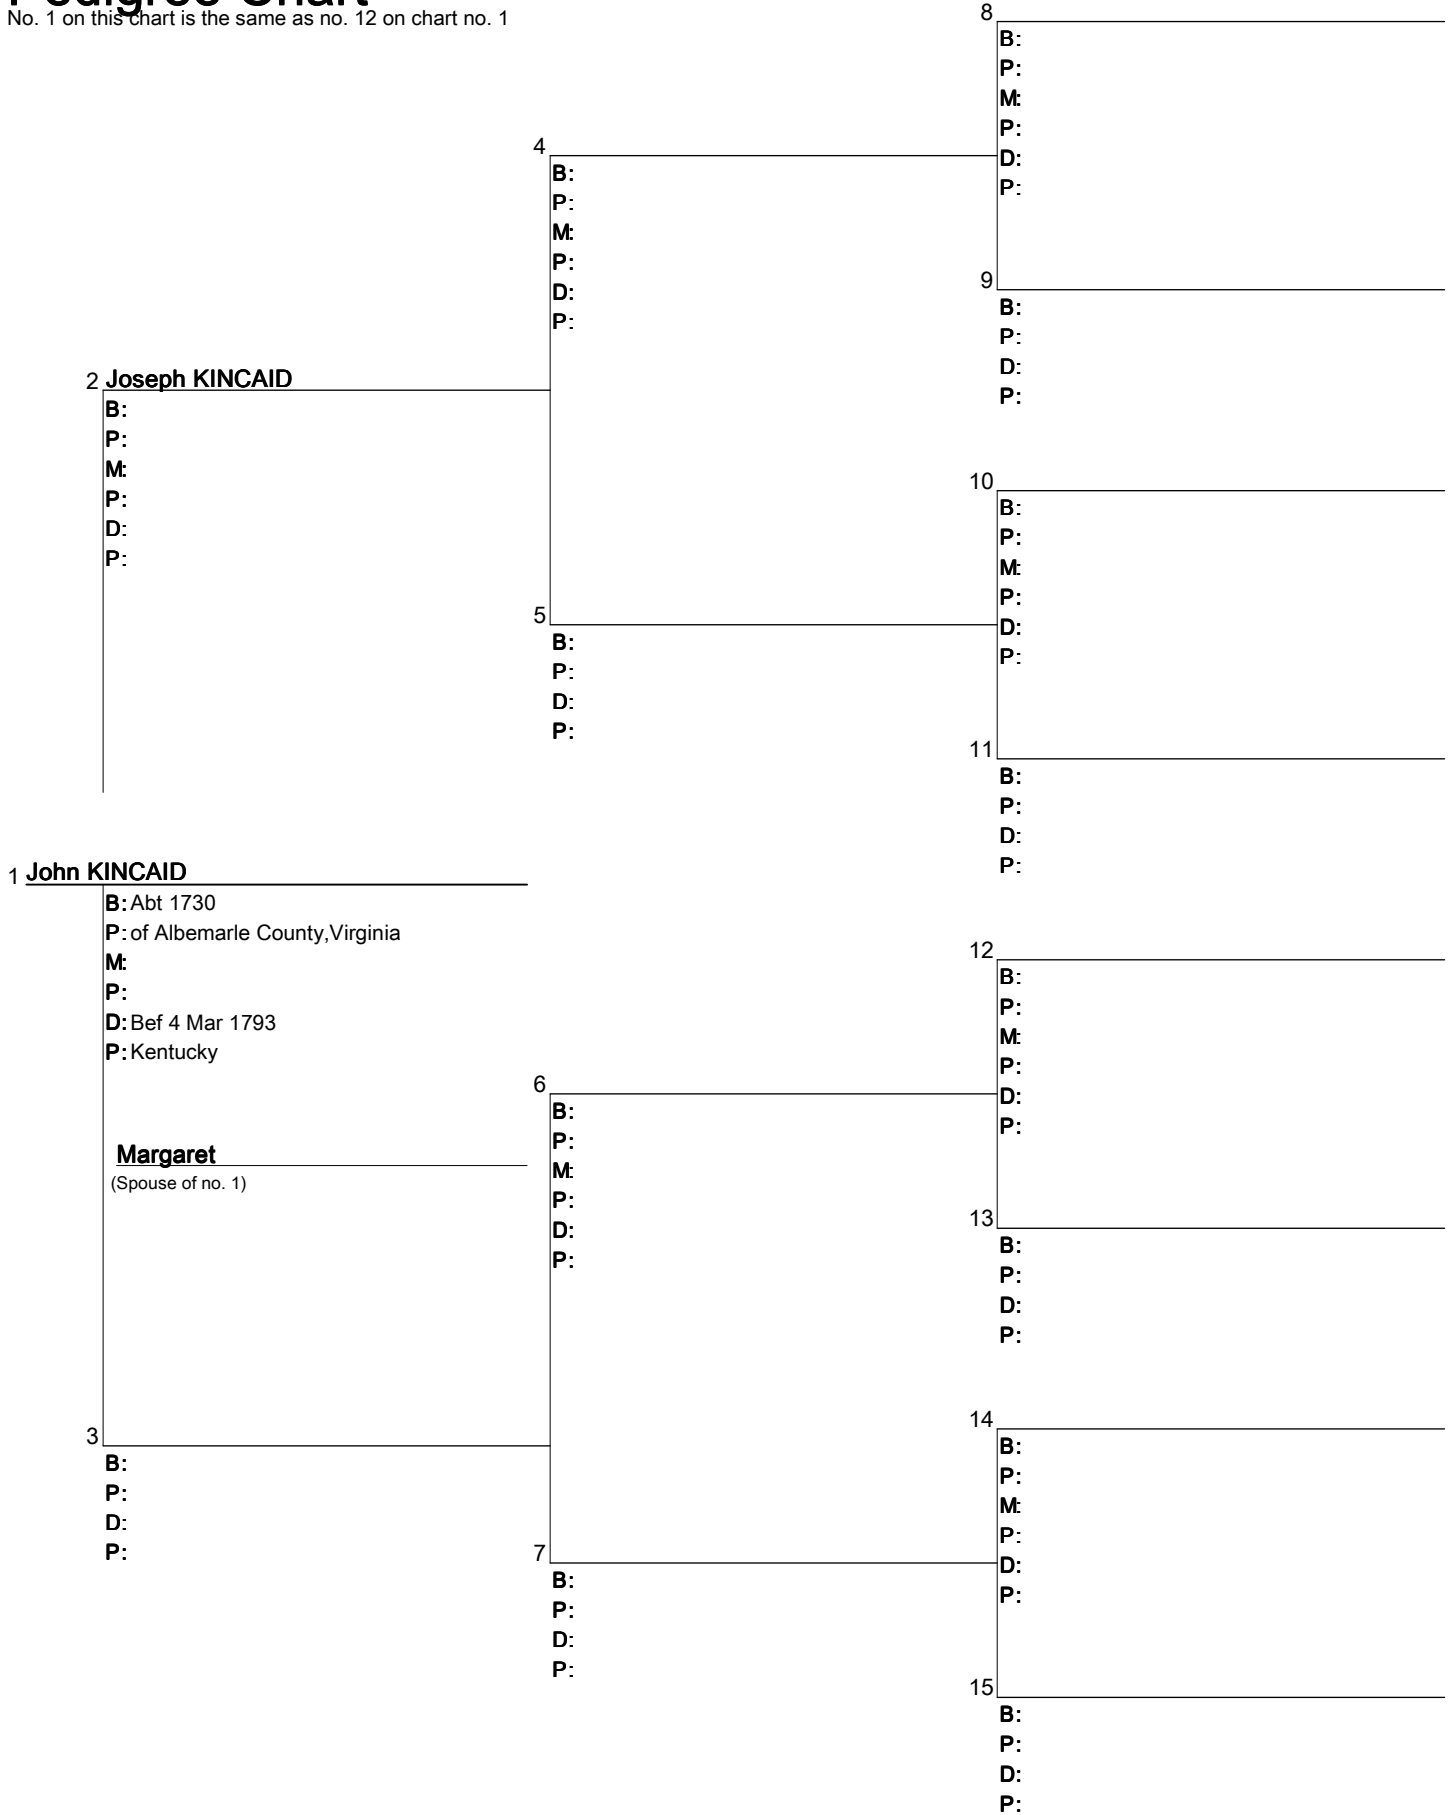 Pedigree Chart
No. 1 on this chart is the same as no. 12 on chart no. 1
8
B:
P:
M:
P:
D:
P:
4
B:
P:
M:
P:
D:
P:
9
B:
P:
D:
P:
2 Joseph KINCAID
B:
P:
M:
P:
D:
P:
10
B:
P:
M:
P:
D:
P:
5
B:
P:
D:
P:
11
B:
P:
D:
P:
1 John KINCAID
B: Abt 1730
P: of Albemarle County,Virginia
M:
P:
D: Bef 4 Mar 1793
P: Kentucky
Margaret
(Spouse of no. 1)
12
B:
P:
M:
P:
D:
P:
6
B:
P:
M:
P:
D:
P:
13
B:
P:
D:
P:
3
B:
P:
D:
P:
14
B:
P:
M:
P:
D:
P:
7
B:
P:
D:
P:
15
B:
P:
D:
P: